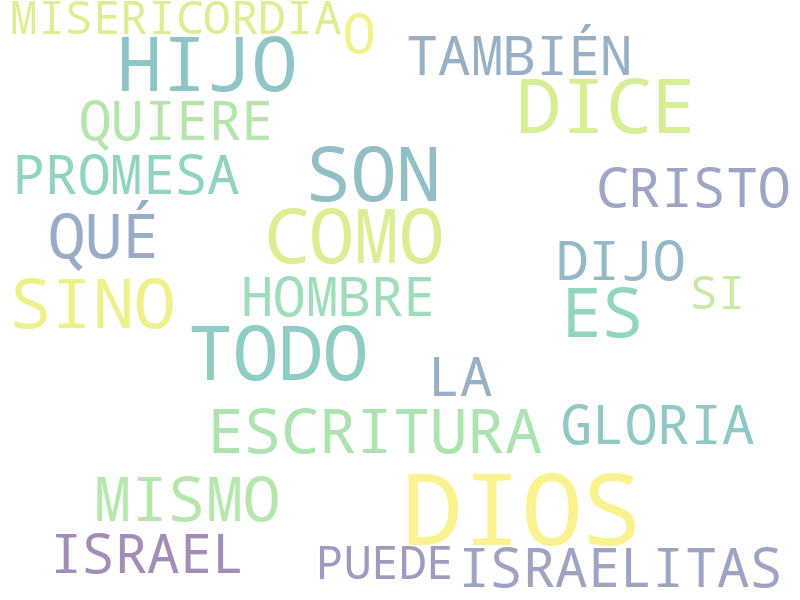 MISERICORDIA
O
HIJO
TAMBIÉN
DICE
QUIERE
PROMESA
SON
CRISTO
QUÉ
COMO
DIJO
SINO
HOMBRE
ES
SI
TODO
LA
ESCRITURA
GLORIA
MISMO
DIOS
ISRAEL
PUEDE
ISRAELITAS